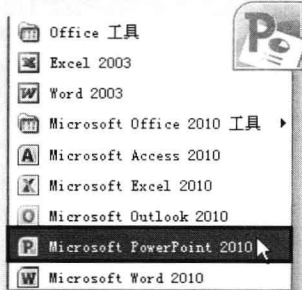 Office 工具
Excel 2003
Word 2003
Microsoft Office 2010 工具
Microsoft Access 2010
Microsoft Excel 2010
Microsoft Outlook 2010
Microsoft PowerPoint 2010
Microsoft Word 2010